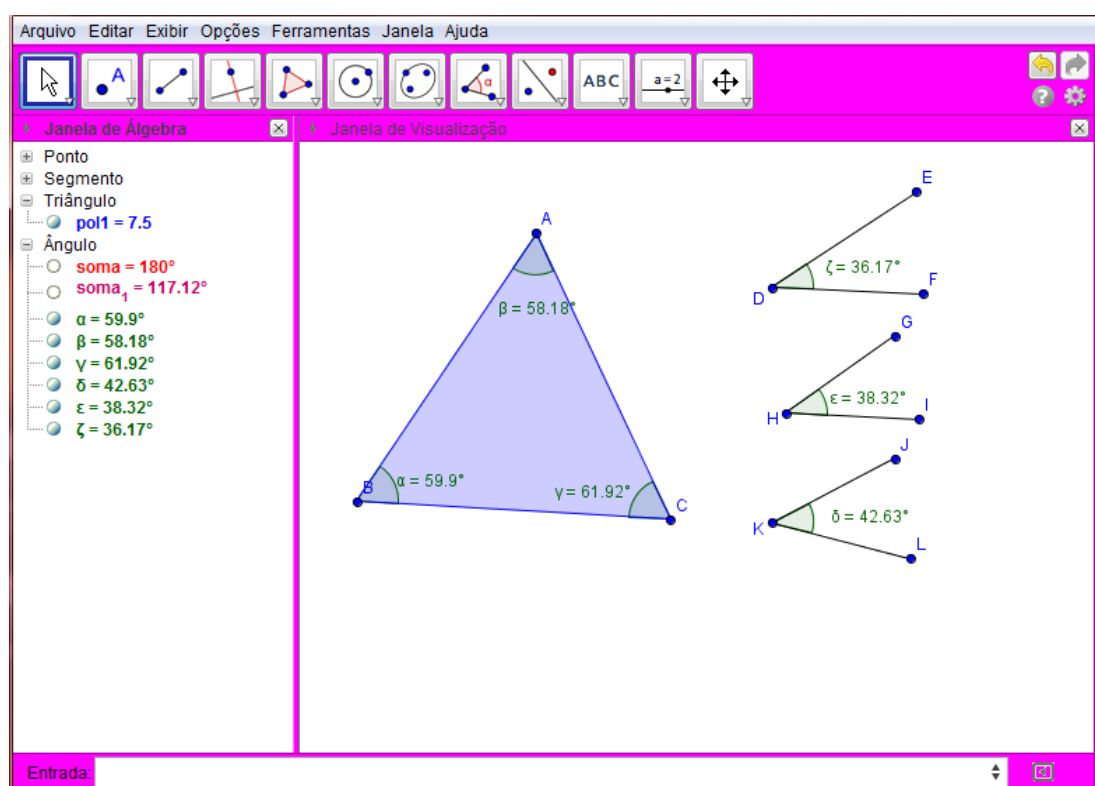 Arquivo Editar Exibir Opções Ferramentas Janela Ajuda
A
α
ABC
a=2
Janela de Álgebra
Janela de Visualização
Ponto
Segmento
Triângulo
pol1 = 7.5
Ângulo
soma = 180°
soma₁ = 117.12°
α = 59.9°
β = 58.18°
γ = 61.92°
δ = 42.63°
ε = 38.32°
ζ = 36.17°
A
β = 58.18°
B
α = 59.9°
γ = 61.92°
C
E
ζ = 36.17°
D
F
G
ε = 38.32°
H
I
J
δ = 42.63°
K
L
Entrada: